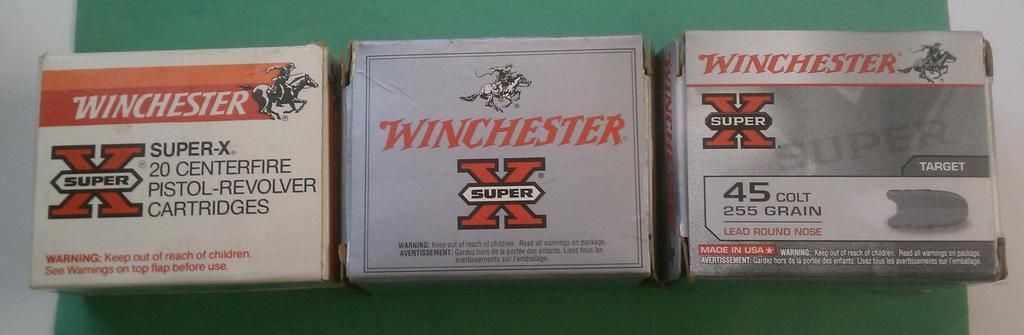 WINCHESTER
X
SUPER
SUPER-X®
20 CENTERFIRE
PISTOL-REVOLVER
CARTRIDGES
WARNING: Keep out of reach of children.
See Warnings on top flap before use.
WINCHESTER
WINCHESTER®
X
SUPER
WARNING: Keep out of reach of children. Read all warnings on package.
AVERTISSEMENT: Gardez hors de la portée des enfants. Lisez tous les
avertissements sur l'emballage.
WINCHESTER
WINCHESTER
X
SUPER
SUPER
TARGET
45 COLT
255 GRAIN
LEAD ROUND NOSE
MADE IN USA★ WARNING: Keep out of reach of children. Read all warnings on package.
AVERTISSEMENT: Gardez hors de la portée des enfants. Lisez tous les
avertissements sur l'emballage.